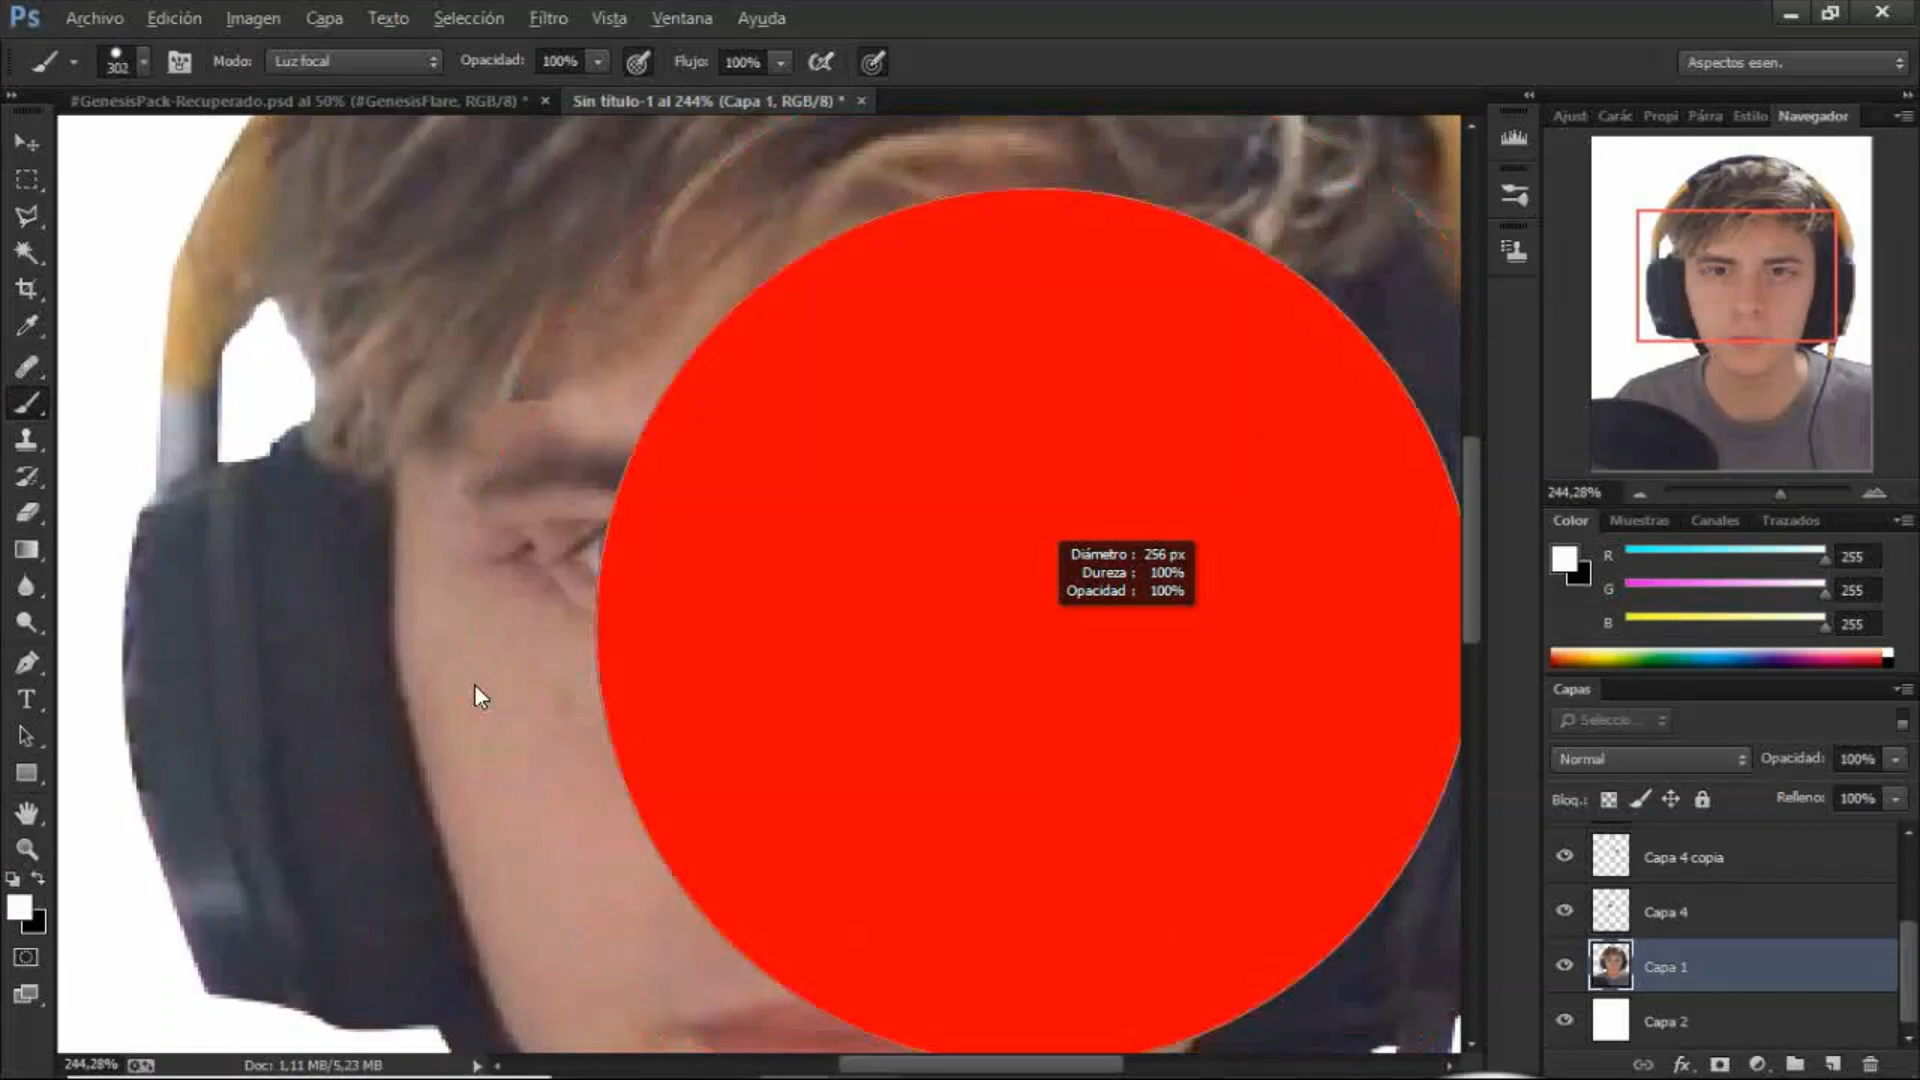 Ps Archivo Edición Imagen Capa Texto Selección Filtro Vista Ventana Ayuda
302 Modo: Luz focal Opacidad: 100% Flujo: 100% Aspectos esen.
#GenesisPack-Recuperado.psd al 50% (#GenesisFlare, RGB/8) * Sin título-1 al 244% (Capa 1, RGB/8) *
Ajust Carác Propi Párra Estilo Navegador
244,28%
Color Muestras Canales Trazados
R 255
G 255
B 255
Diámetro : 256 px
Dureza : 100%
Opacidad : 100%
Capas
Selecció...
Normal Opacidad: 100%
Bloq.: Relleno: 100%
Capa 4 copia
Capa 4
Capa 1
Capa 2
fx
T
244,28% Doc: 1,11 MB/5,23 MB